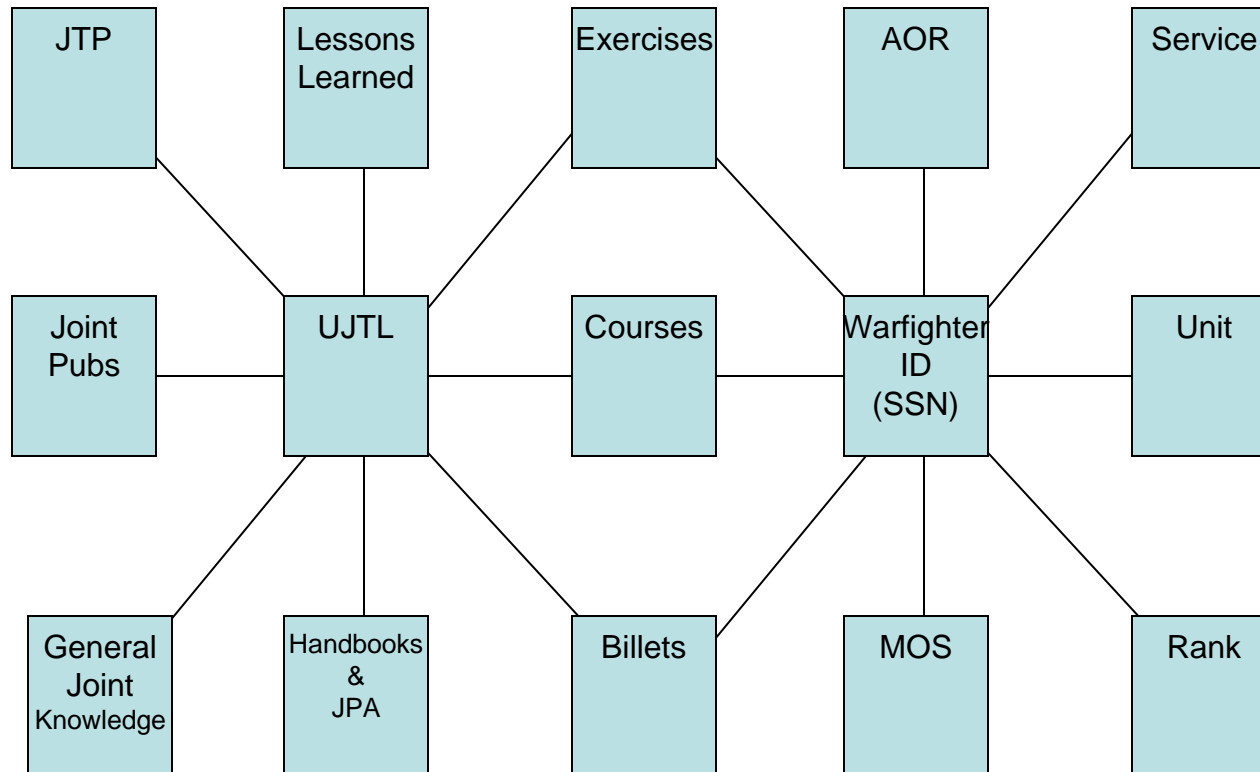 JTP
Lessons
Learned
Exercises
AOR
Service
Joint
Pubs
UJTL
Courses
Warfighter
ID
(SSN)
Unit
General
Joint
Knowledge
Handbooks
&
JPA
Billets
MOS
Rank